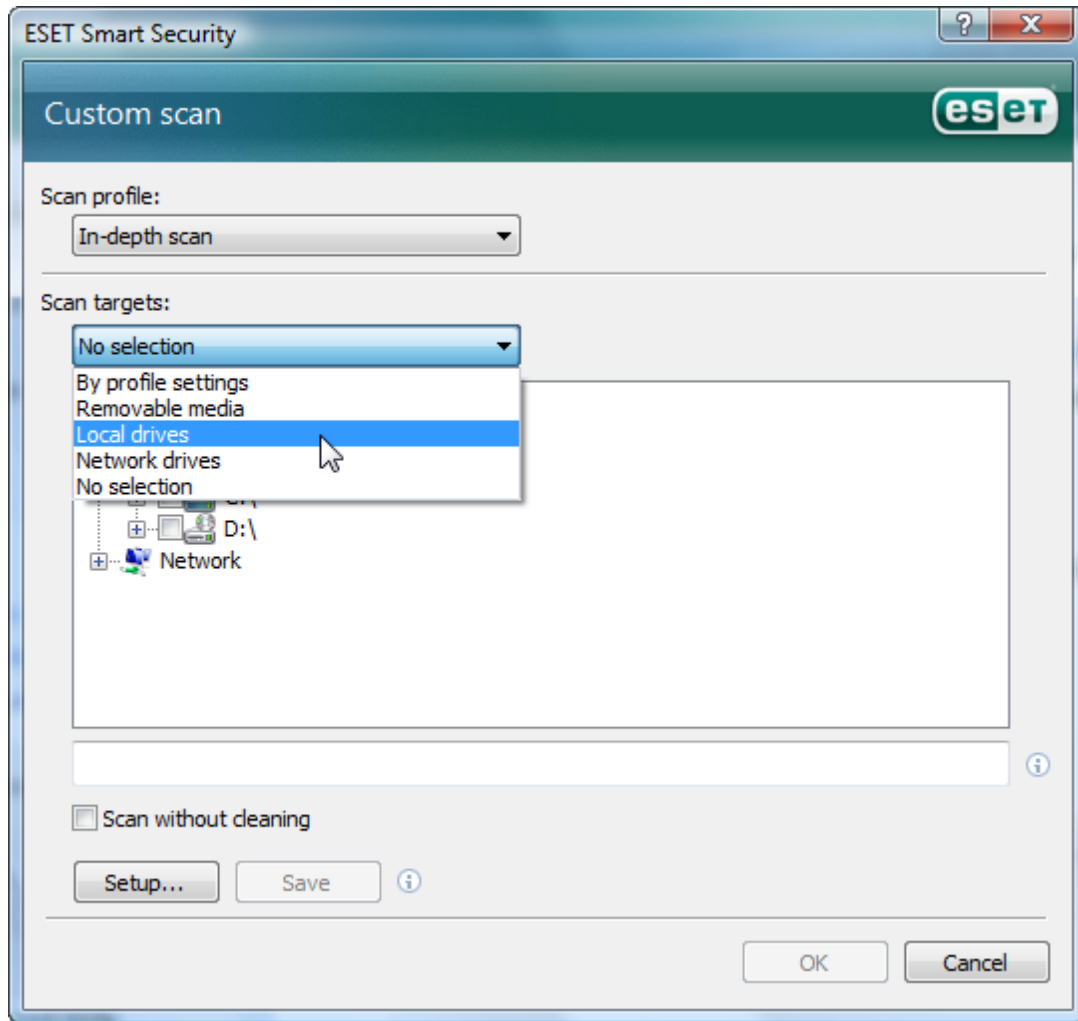 ESET Smart Security
?
Custom scan
eset
Scan profile:
In-depth scan
Scan targets:
No selection
By profile settings
Removable media
Local drives
Network drives
No selection
D:\
Network
Scan without cleaning
Setup...
Save
OK
Cancel